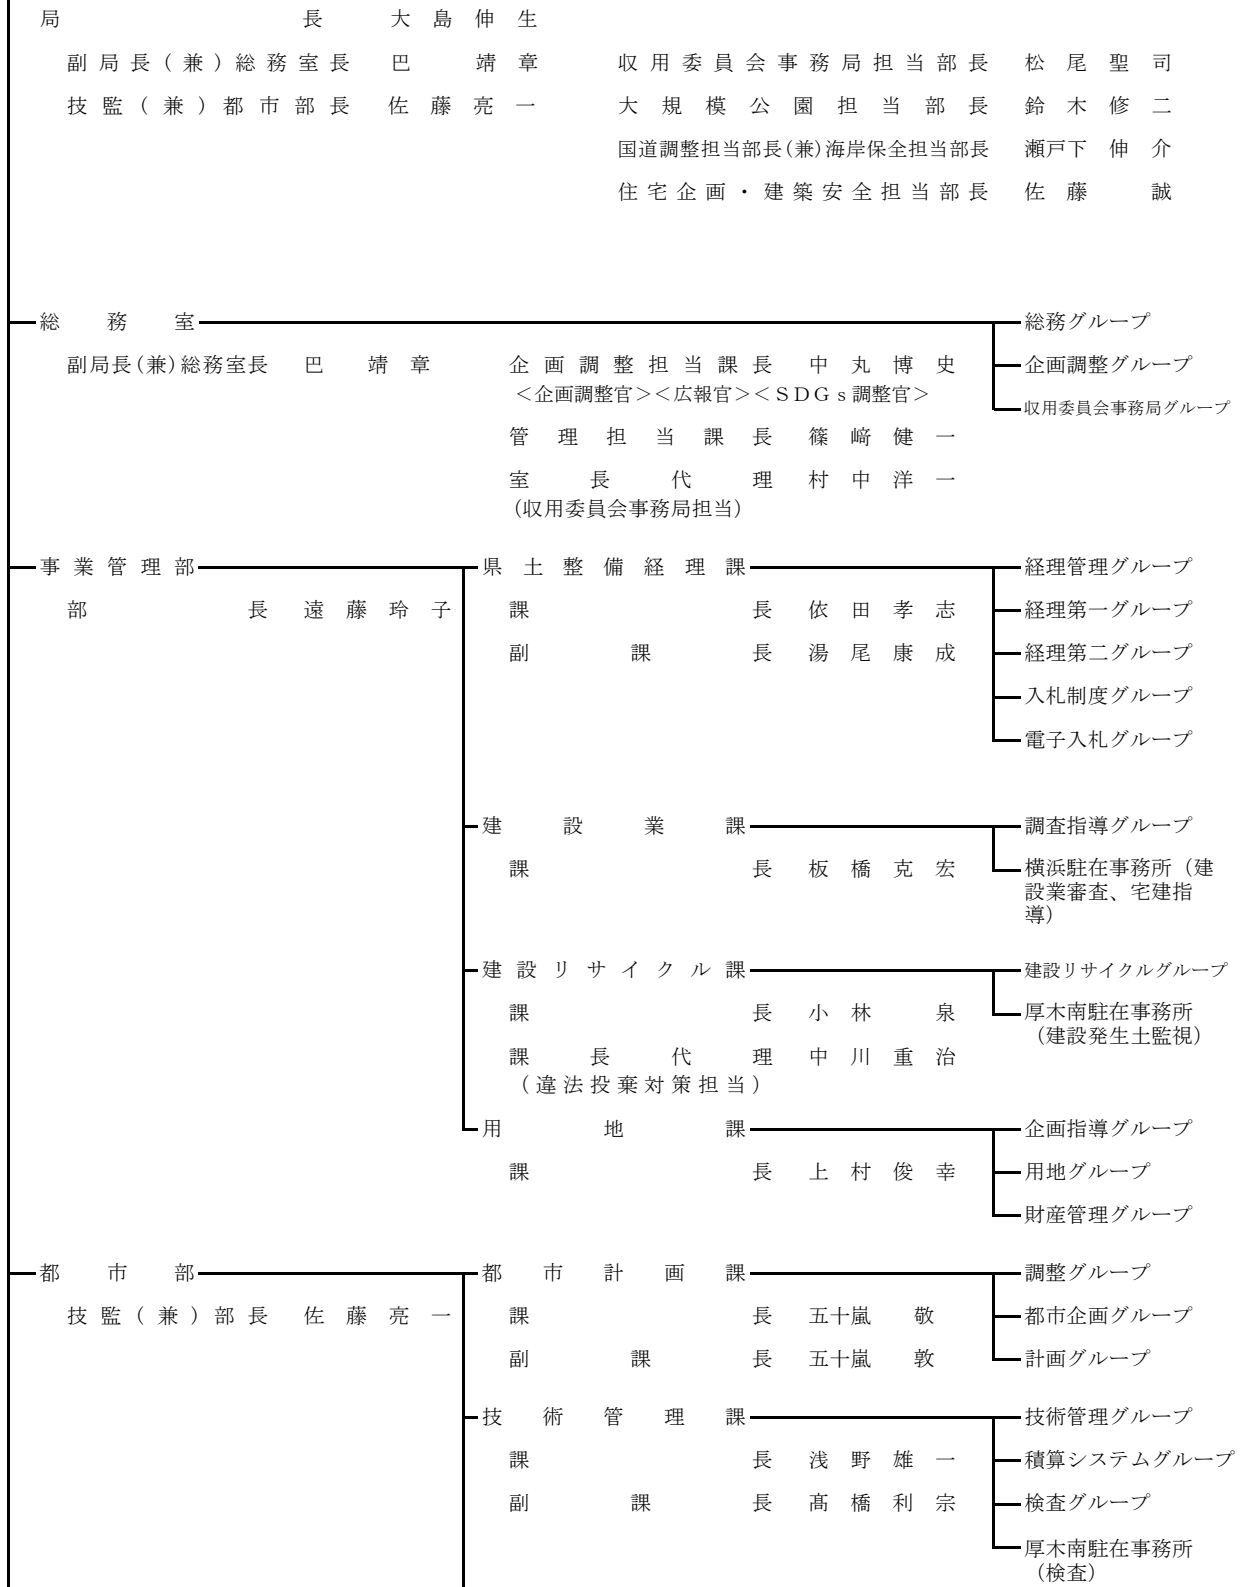 局長 大島伸生
副局長(兼)総務室長 巴 靖章 収用委員会事務局担当部長 松尾聖司
技監(兼)都市部長 佐藤亮一 大規模公園担当部長 鈴木修二
国道調整担当部長(兼)海岸保全担当部長 瀬戸下 伸介
住宅企画・建築安全担当部長 佐藤 誠
総務室 総務グループ
副局長(兼)総務室長 巴 靖章 企画調整担当課長 中丸博史 企画調整グループ
<企画調整官><広報官><SDGs調整官>
収用委員会事務局グループ
管理担当課長 篠﨑健一
室長代理 村中洋一
(収用委員会事務局担当)
事業管理部 県土整備経理課 経理管理グループ
部長 遠藤玲子 課長 依田孝志 経理第一グループ
副課長 湯尾康成 経理第二グループ
入札制度グループ
電子入札グループ
建設業課 調査指導グループ
課長 板橋克宏 横浜駐在事務所(建
設業審査、宅建指
導)
建設リサイクル課 建設リサイクルグループ
課長 小林 泉 厚木南駐在事務所
(建設発生土監視)
課長代理 中川重治
(違法投棄対策担当)
用地課 企画指導グループ
課長 上村俊幸 用地グループ
財産管理グループ
都市部 都市計画課 調整グループ
技監(兼)部長 佐藤亮一 課長 五十嵐 敬 都市企画グループ
副課長 五十嵐 敦 計画グループ
技術管理課 技術管理グループ
課長 浅野雄一 積算システムグループ
副課長 髙橋利宗 検査グループ
厚木南駐在事務所
(検査)